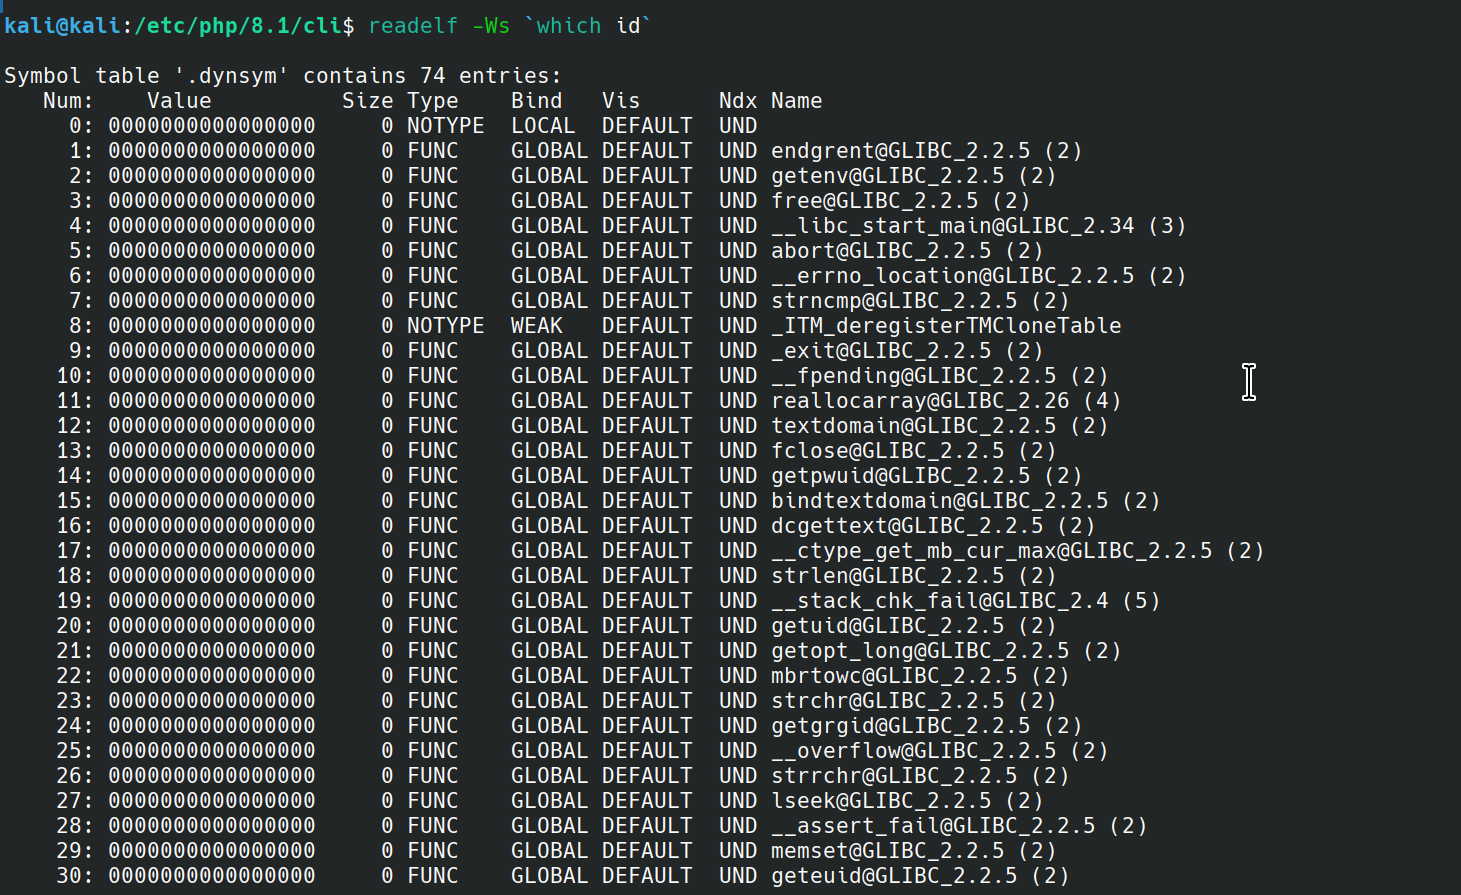 kali@kali:/etc/php/8.1/cli$ readelf -Ws `which id`
Symbol table '.dynsym' contains 74 entries:
   Num:    Value          Size Type    Bind   Vis      Ndx Name
     0: 0000000000000000     0 NOTYPE  LOCAL  DEFAULT  UND
     1: 0000000000000000     0 FUNC    GLOBAL DEFAULT  UND endgrent@GLIBC_2.2.5 (2)
     2: 0000000000000000     0 FUNC    GLOBAL DEFAULT  UND getenv@GLIBC_2.2.5 (2)
     3: 0000000000000000     0 FUNC    GLOBAL DEFAULT  UND free@GLIBC_2.2.5 (2)
     4: 0000000000000000     0 FUNC    GLOBAL DEFAULT  UND __libc_start_main@GLIBC_2.34 (3)
     5: 0000000000000000     0 FUNC    GLOBAL DEFAULT  UND abort@GLIBC_2.2.5 (2)
     6: 0000000000000000     0 FUNC    GLOBAL DEFAULT  UND __errno_location@GLIBC_2.2.5 (2)
     7: 0000000000000000     0 FUNC    GLOBAL DEFAULT  UND strncmp@GLIBC_2.2.5 (2)
     8: 0000000000000000     0 NOTYPE  WEAK   DEFAULT  UND _ITM_deregisterTMCloneTable
     9: 0000000000000000     0 FUNC    GLOBAL DEFAULT  UND _exit@GLIBC_2.2.5 (2)
    10: 0000000000000000     0 FUNC    GLOBAL DEFAULT  UND __fpending@GLIBC_2.2.5 (2)
    11: 0000000000000000     0 FUNC    GLOBAL DEFAULT  UND reallocarray@GLIBC_2.26 (4)
    12: 0000000000000000     0 FUNC    GLOBAL DEFAULT  UND textdomain@GLIBC_2.2.5 (2)
    13: 0000000000000000     0 FUNC    GLOBAL DEFAULT  UND fclose@GLIBC_2.2.5 (2)
    14: 0000000000000000     0 FUNC    GLOBAL DEFAULT  UND getpwuid@GLIBC_2.2.5 (2)
    15: 0000000000000000     0 FUNC    GLOBAL DEFAULT  UND bindtextdomain@GLIBC_2.2.5 (2)
    16: 0000000000000000     0 FUNC    GLOBAL DEFAULT  UND dcgettext@GLIBC_2.2.5 (2)
    17: 0000000000000000     0 FUNC    GLOBAL DEFAULT  UND __ctype_get_mb_cur_max@GLIBC_2.2.5 (2)
    18: 0000000000000000     0 FUNC    GLOBAL DEFAULT  UND strlen@GLIBC_2.2.5 (2)
    19: 0000000000000000     0 FUNC    GLOBAL DEFAULT  UND __stack_chk_fail@GLIBC_2.4 (5)
    20: 0000000000000000     0 FUNC    GLOBAL DEFAULT  UND getuid@GLIBC_2.2.5 (2)
    21: 0000000000000000     0 FUNC    GLOBAL DEFAULT  UND getopt_long@GLIBC_2.2.5 (2)
    22: 0000000000000000     0 FUNC    GLOBAL DEFAULT  UND mbrtowc@GLIBC_2.2.5 (2)
    23: 0000000000000000     0 FUNC    GLOBAL DEFAULT  UND strchr@GLIBC_2.2.5 (2)
    24: 0000000000000000     0 FUNC    GLOBAL DEFAULT  UND getgrgid@GLIBC_2.2.5 (2)
    25: 0000000000000000     0 FUNC    GLOBAL DEFAULT  UND __overflow@GLIBC_2.2.5 (2)
    26: 0000000000000000     0 FUNC    GLOBAL DEFAULT  UND strrchr@GLIBC_2.2.5 (2)
    27: 0000000000000000     0 FUNC    GLOBAL DEFAULT  UND lseek@GLIBC_2.2.5 (2)
    28: 0000000000000000     0 FUNC    GLOBAL DEFAULT  UND __assert_fail@GLIBC_2.2.5 (2)
    29: 0000000000000000     0 FUNC    GLOBAL DEFAULT  UND memset@GLIBC_2.2.5 (2)
    30: 0000000000000000     0 FUNC    GLOBAL DEFAULT  UND geteuid@GLIBC_2.2.5 (2)